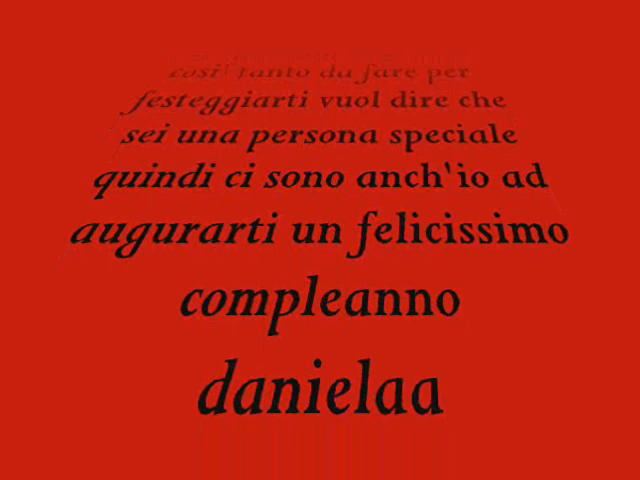 cosi' tanto da fare per
festeggiarti vuol dire che
sei una persona speciale
quindi ci sono anch'io ad
augurarti un felicissimo
compleanno
danielaa